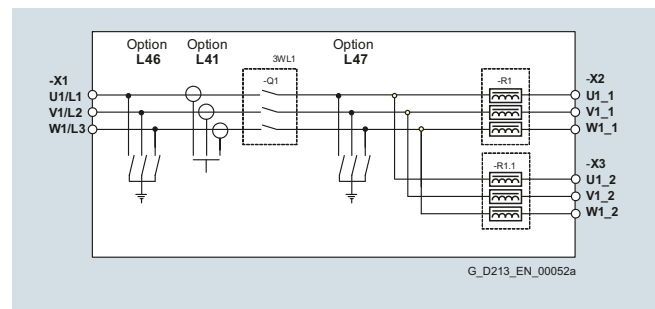 Option Option Option
L46 L41 L47
3WL1
-X1 -Q1 -R1 -X2
U1/L1 U1_1
V1/L2 V1_1
W1/L3 W1_1
-R1.1 -X3
U1_2
V1_2
W1_2
G_D213_EN_00052a